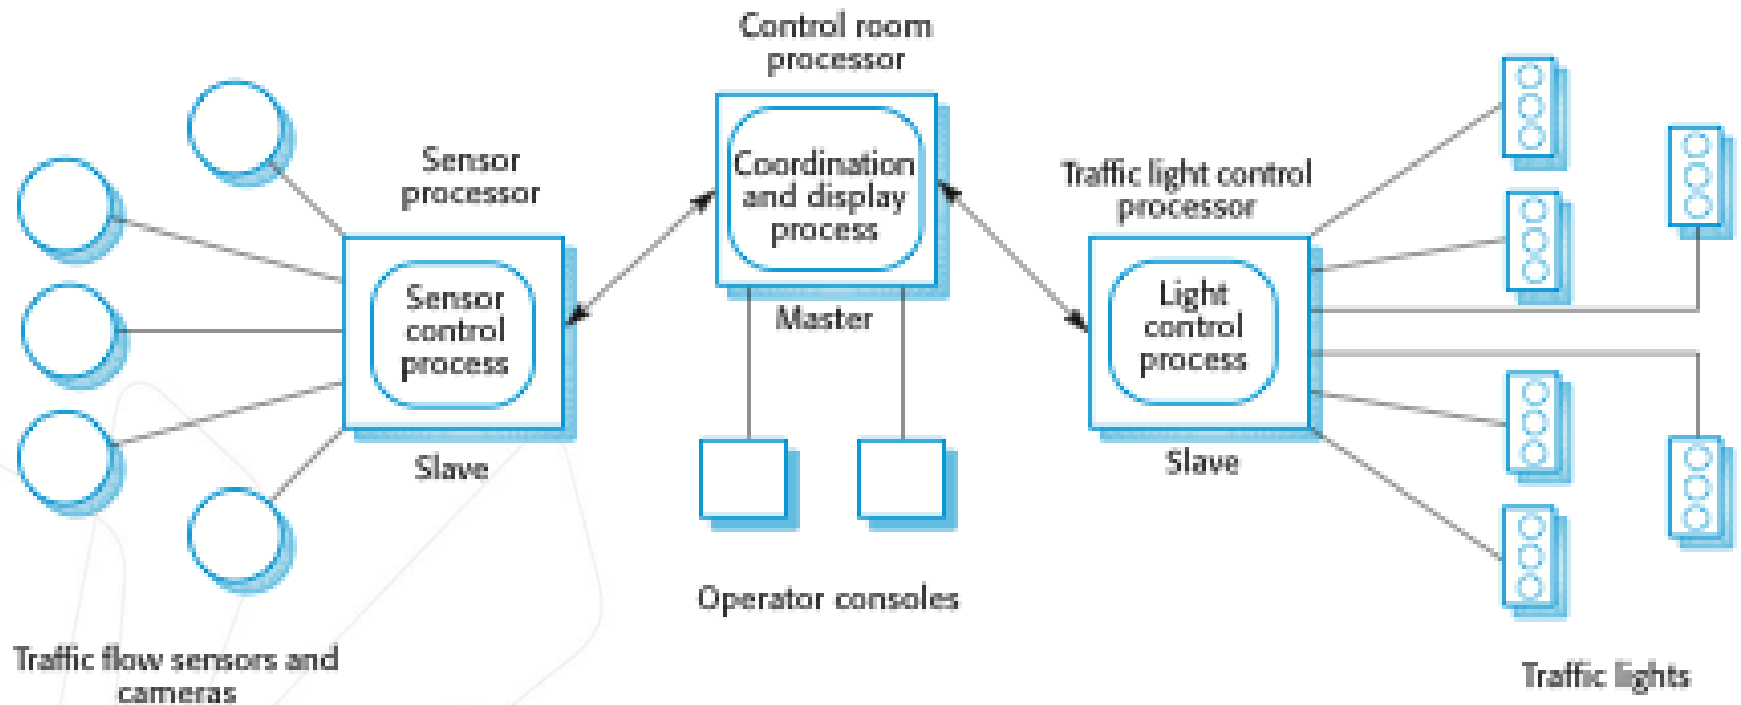 Control room
processor
Sensor
processor
Coordination
and display
process
Traffic light control
processor
Sensor
control
process
Master
Light
control
process
Slave
Slave
Operator consoles
Traffic flow sensors and
cameras
Traffic lights